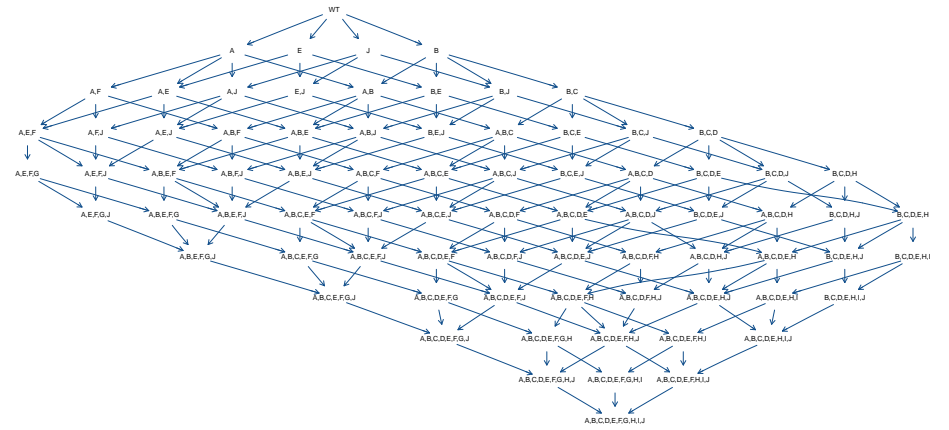 WT
A E J B
A,F A,E A,J E,J A,B B,E B,J B,C
A,E,F A,F,J A,E,J A,B,F A,B,E A,B,J B,E,J A,B,C B,C,E B,C,J B,C,D
A,E,F,G A,E,F,J A,B,E,F A,B,F,J A,B,E,J A,B,C,F A,B,C,E A,B,C,J B,C,E,J A,B,C,D B,C,D,E B,C,D,J B,C,D,H
A,E,F,G,J A,B,E,F,G A,B,E,F,J A,B,C,E,F A,B,C,F,J A,B,C,E,J A,B,C,D,F A,B,C,D,E A,B,C,D,J B,C,D,E,J A,B,C,D,H B,C,D,H,J B,C,D,E,H
A,B,E,F,G,J A,B,C,E,F,G A,B,C,E,F,J A,B,C,D,E,F A,B,C,D,F,J A,B,C,D,E,J A,B,C,D,F,H A,B,C,D,H,J A,B,C,D,E,H B,C,D,E,H,J B,C,D,E,H,I
A,B,C,E,F,G,J A,B,C,D,E,F,G A,B,C,D,E,F,J A,B,C,D,E,F,H A,B,C,D,F,H,J A,B,C,D,E,H,J A,B,C,D,E,H,I B,C,D,E,H,I,J
A,B,C,D,E,F,G,J A,B,C,D,E,F,G,H A,B,C,D,E,F,H,J A,B,C,D,E,F,H,I A,B,C,D,E,H,I,J
A,B,C,D,E,F,G,H,J A,B,C,D,E,F,G,H,I A,B,C,D,E,F,H,I,J
A,B,C,D,E,F,G,H,I,J